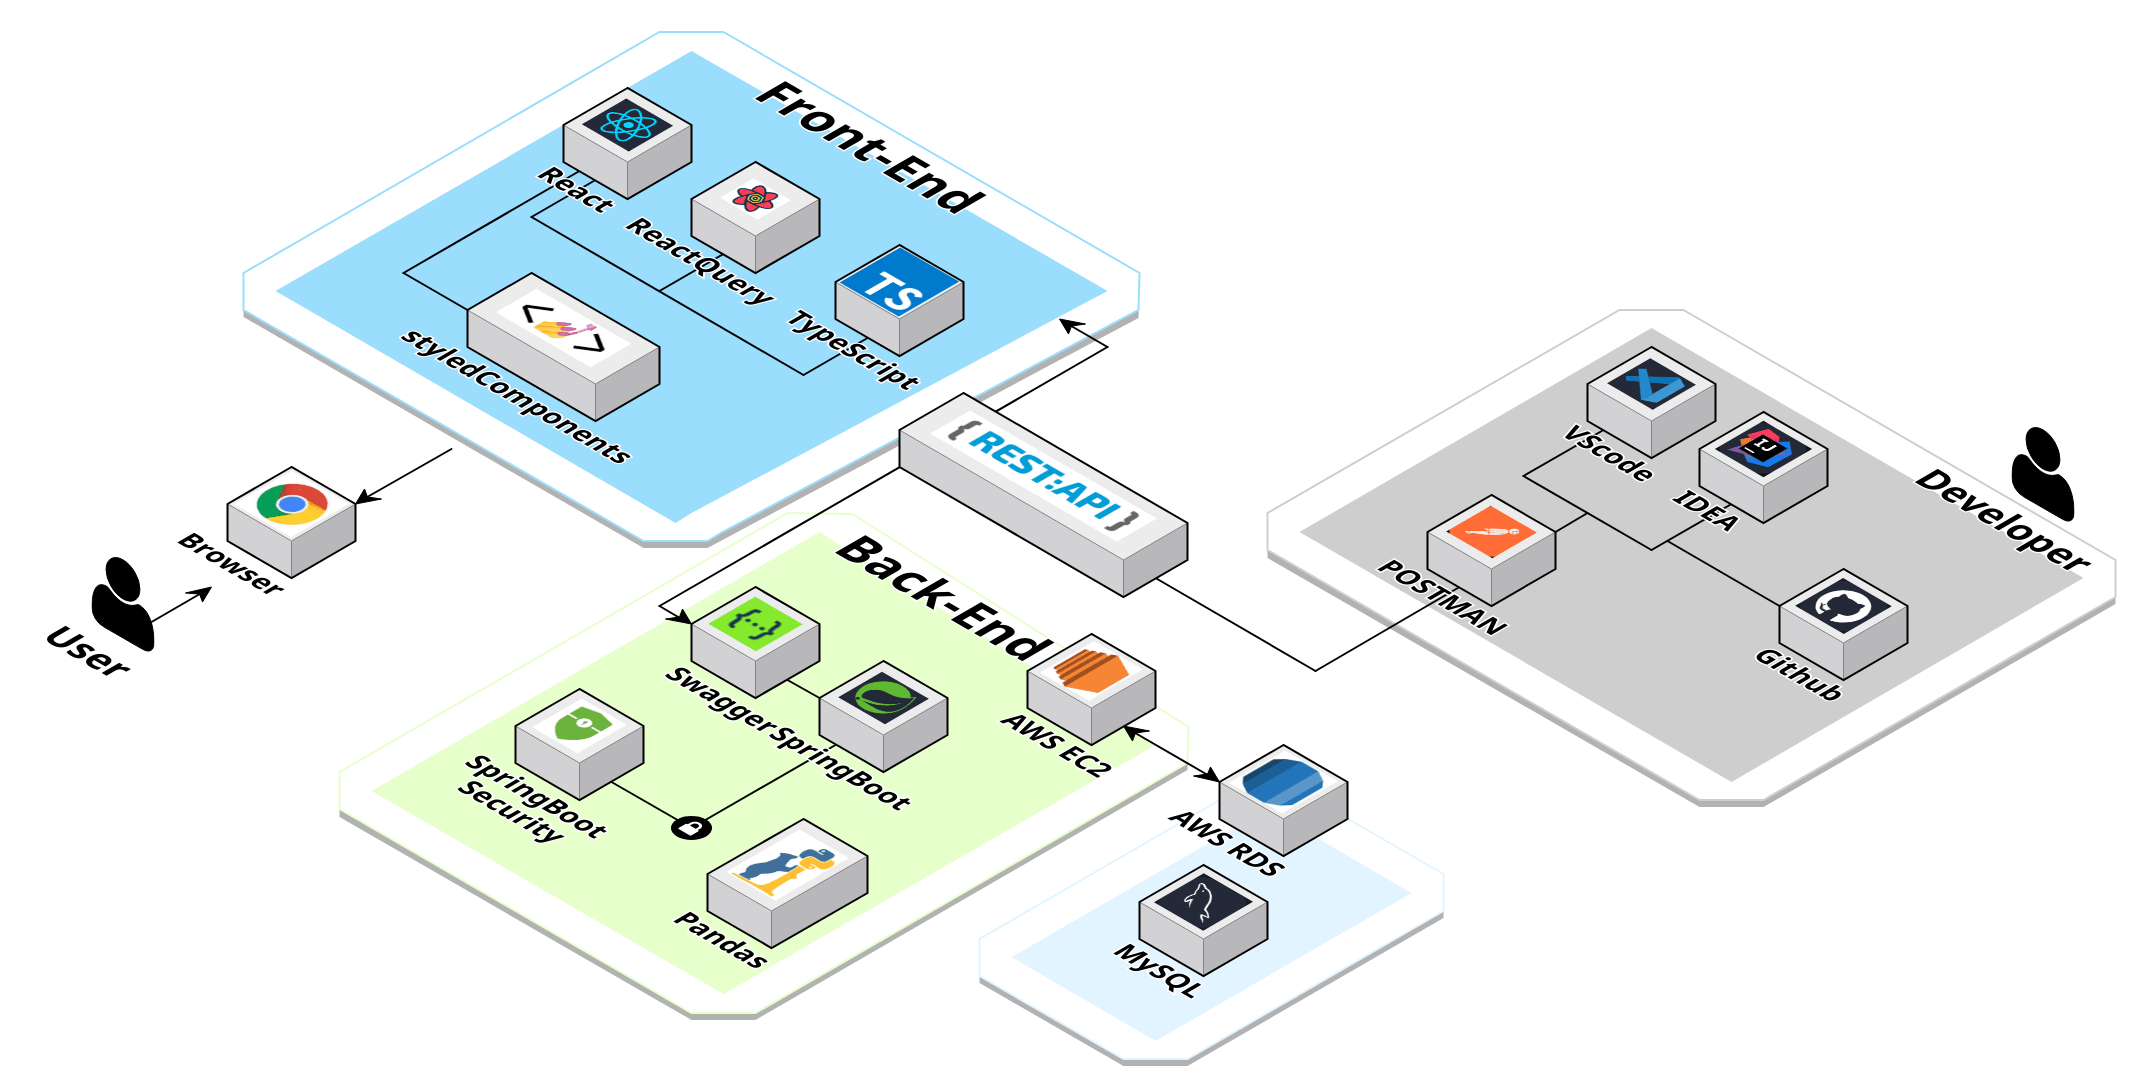 Front-End
React
ReactQuery
TS
TypeScript
< >
styledComponents
{ REST:API }
Browser
User
Back-End
{...}
Swagger
SpringBoot
SpringBoot
Security
Pandas
AWS EC2
AWS RDS
MySQL
Developer
VScode
IJ
IDEA
POSTMAN
Github